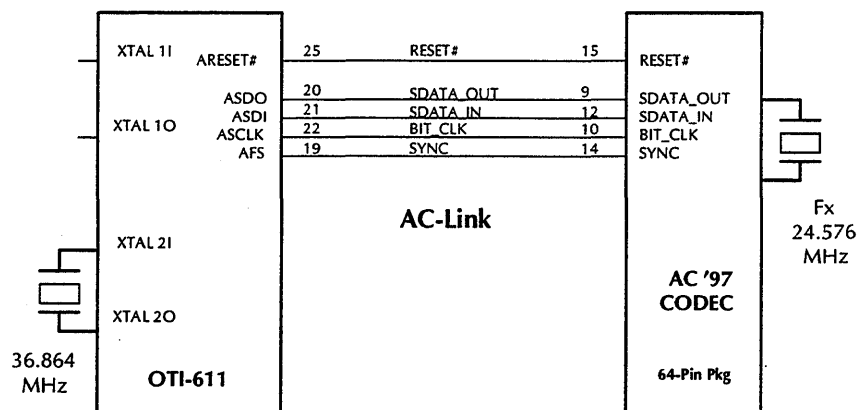 XTAL 1I
ARESET#
25
RESET#
15
RESET#
ASDO
20
SDATA_OUT
9
SDATA_OUT
ASDI
21
SDATA_IN
12
SDATA_IN
XTAL 1O
ASCLK
22
BIT_CLK
10
BIT_CLK
AFS
19
SYNC
14
SYNC
AC-Link
Fx
24.576
MHz
XTAL 2I
AC '97
CODEC
XTAL 2O
36.864
MHz
OTI-611
64-Pin Pkg